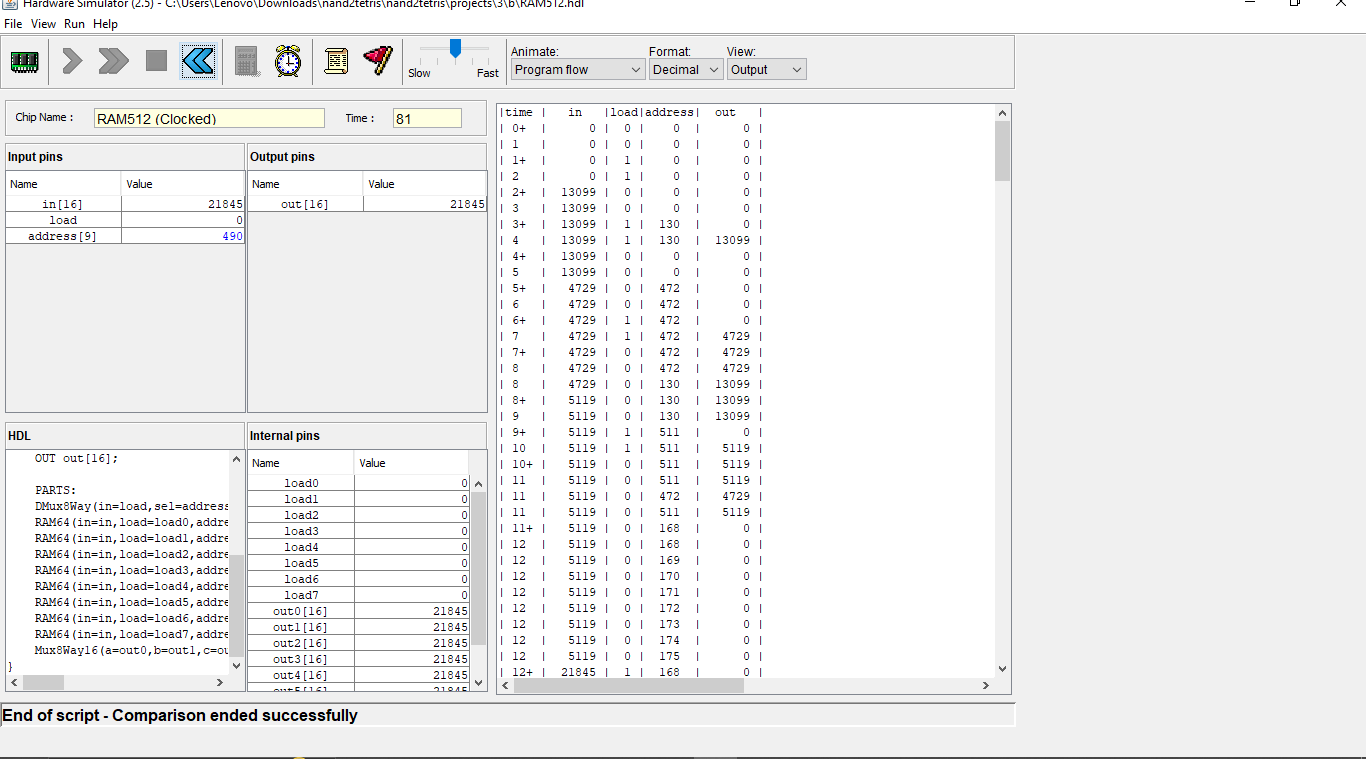 Hardware Simulator (2.5) - C:\Users\Lenovo\Downloads\nand2tetris\nand2tetris\projects\3\b\RAM512.hdl
File View Run Help
Slow Fast
Animate: Format: View:
Program flow Decimal Output
Chip Name : RAM512 (Clocked) Time : 81
Input pins
Name Value
in[16] 21845
load 0
address[9] 490
Output pins
Name Value
out[16] 21845
HDL
OUT out[16];
PARTS:
DMux8Way(in=load,sel=address
RAM64(in=in,load=load0,addre
RAM64(in=in,load=load1,addre
RAM64(in=in,load=load2,addre
RAM64(in=in,load=load3,addre
RAM64(in=in,load=load4,addre
RAM64(in=in,load=load5,addre
RAM64(in=in,load=load6,addre
RAM64(in=in,load=load7,addre
Mux8Way16(a=out0,b=out1,c=ou
}
Internal pins
Name Value
load0 0
load1 0
load2 0
load3 0
load4 0
load5 0
load6 0
load7 0
out0[16] 21845
out1[16] 21845
out2[16] 21845
out3[16] 21845
out4[16] 21845
out5[16] 21845
|time | in |load|address| out |
| 0+ | 0 | 0 | 0 | 0 |
| 1 | 0 | 0 | 0 | 0 |
| 1+ | 0 | 1 | 0 | 0 |
| 2 | 0 | 1 | 0 | 0 |
| 2+ | 13099 | 0 | 0 | 0 |
| 3 | 13099 | 0 | 0 | 0 |
| 3+ | 13099 | 1 | 130 | 0 |
| 4 | 13099 | 1 | 130 | 13099 |
| 4+ | 13099 | 0 | 0 | 0 |
| 5 | 13099 | 0 | 0 | 0 |
| 5+ | 4729 | 0 | 472 | 0 |
| 6 | 4729 | 0 | 472 | 0 |
| 6+ | 4729 | 1 | 472 | 0 |
| 7 | 4729 | 1 | 472 | 4729 |
| 7+ | 4729 | 0 | 472 | 4729 |
| 8 | 4729 | 0 | 472 | 4729 |
| 8 | 4729 | 0 | 130 | 13099 |
| 8+ | 5119 | 0 | 130 | 13099 |
| 9 | 5119 | 0 | 130 | 13099 |
| 9+ | 5119 | 1 | 511 | 0 |
| 10 | 5119 | 1 | 511 | 5119 |
| 10+ | 5119 | 0 | 511 | 5119 |
| 11 | 5119 | 0 | 511 | 5119 |
| 11 | 5119 | 0 | 472 | 4729 |
| 11 | 5119 | 0 | 511 | 5119 |
| 11+ | 5119 | 0 | 168 | 0 |
| 12 | 5119 | 0 | 168 | 0 |
| 12 | 5119 | 0 | 169 | 0 |
| 12 | 5119 | 0 | 170 | 0 |
| 12 | 5119 | 0 | 171 | 0 |
| 12 | 5119 | 0 | 172 | 0 |
| 12 | 5119 | 0 | 173 | 0 |
| 12 | 5119 | 0 | 174 | 0 |
| 12 | 5119 | 0 | 175 | 0 |
| 12+ | 21845 | 1 | 168 | 0 |
End of script - Comparison ended successfully